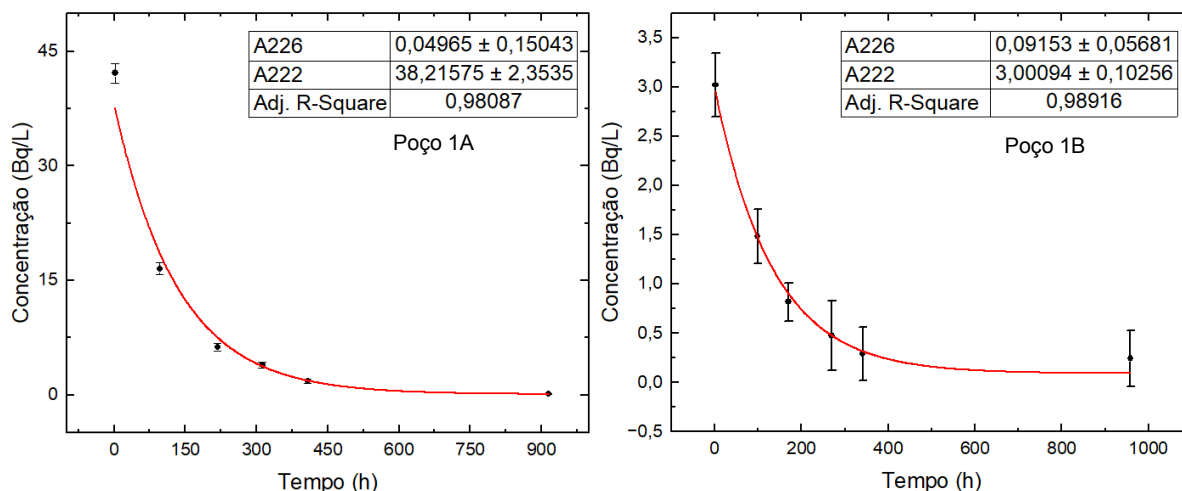 A226 0,04965 ± 0,15043
A222 38,21575 ± 2,3535
Adj. R-Square 0,98087
Poço 1A
Concentração (Bq/L)
45
30
15
0
0 150 300 450 600 750 900
Tempo (h)
A226 0,09153 ± 0,05681
A222 3,00094 ± 0,10256
Adj. R-Square 0,98916
Poço 1B
Concentração (Bq/L)
3,5
3,0
2,5
2,0
1,5
1,0
0,5
0,0
−0,5
0 200 400 600 800 1000
Tempo (h)